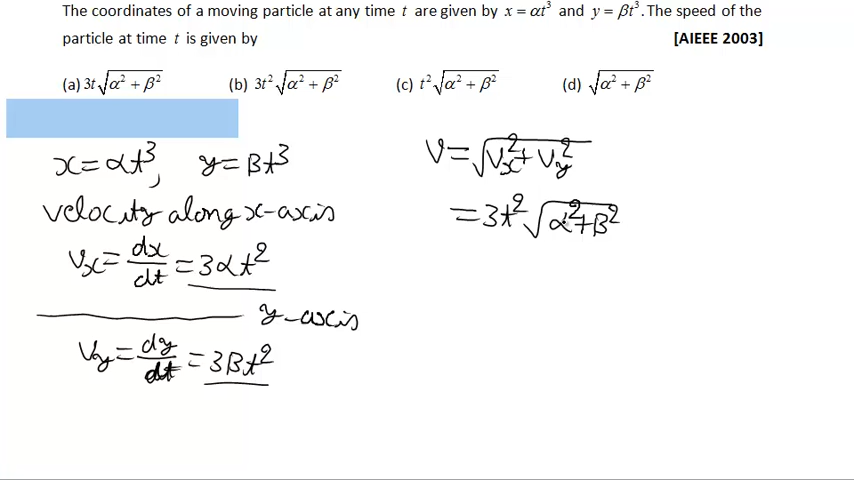 The coordinates of a moving particle at any time t are given by x = αt³ and y = βt³. The speed of the
particle at time t is given by [AIEEE 2003]
(a) 3t√(α² + β²) (b) 3t²√(α² + β²) (c) t²√(α² + β²) (d) √(α² + β²)
x = αt³, y = βt³
velocity along x-axis
Vx = dx/dt = 3αt²
y-axis
Vy = dy/dt = 3βt²
V = √(Vx² + Vy²)
= 3t²√(α² + β²)